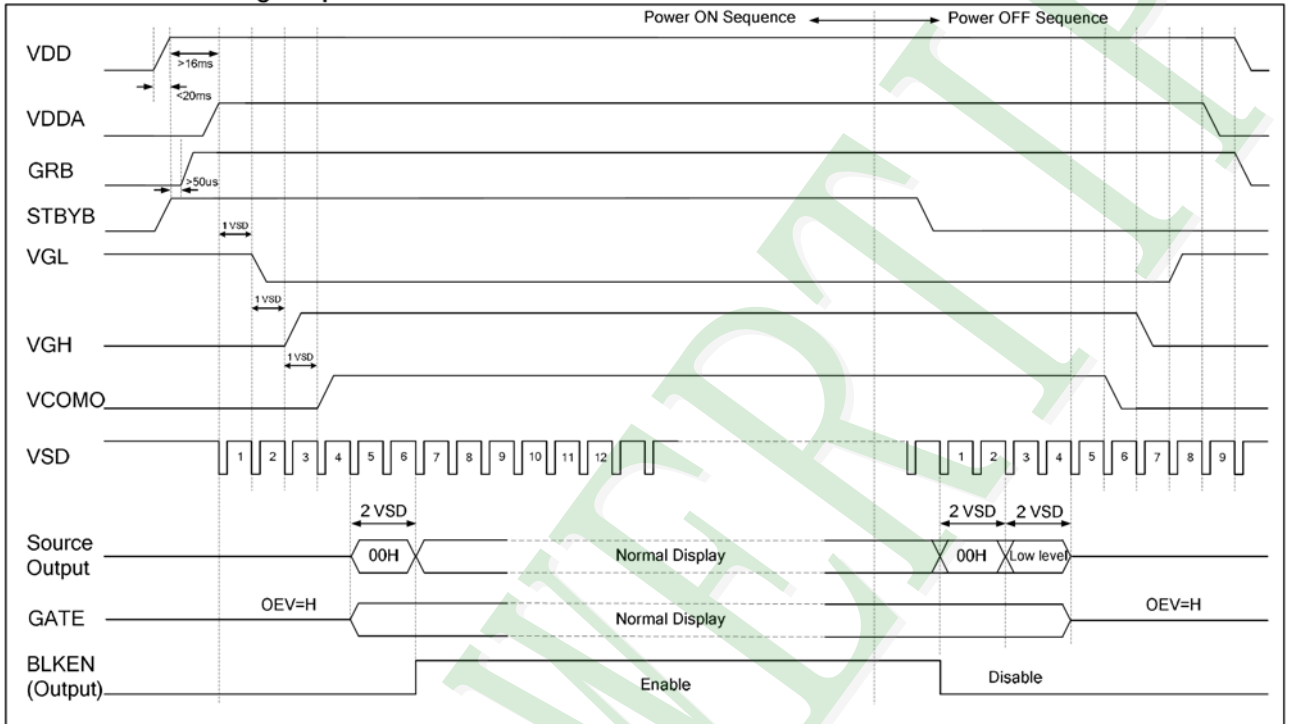 Power ON Sequence Power OFF Sequence
VDD
>16ms
<20ms
VDDA
GRB
>50us
STBYB
1 VSD
VGL
1 VSD
VGH
1 VSD
VCOMO
VSD 1 2 3 4 5 6 7 8 9 10 11 12 1 2 3 4 5 6 7 8 9
2 VSD 2 VSD 2 VSD
Source
Output 00H Normal Display 00H Low level
OEV=H OEV=H
GATE Normal Display
BLKEN
(Output) Enable Disable